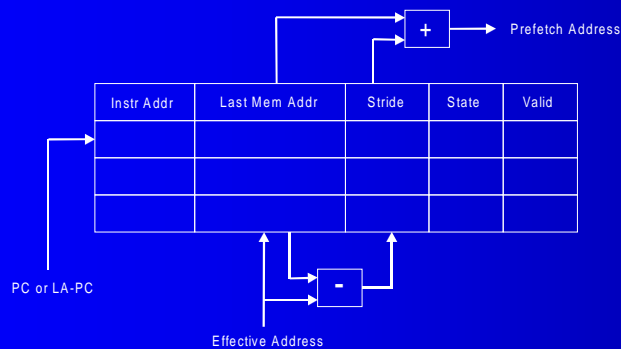 +
Prefetch Address
Instr Addr Last Mem Addr Stride State Valid
PC or LA-PC
-
Effective Address